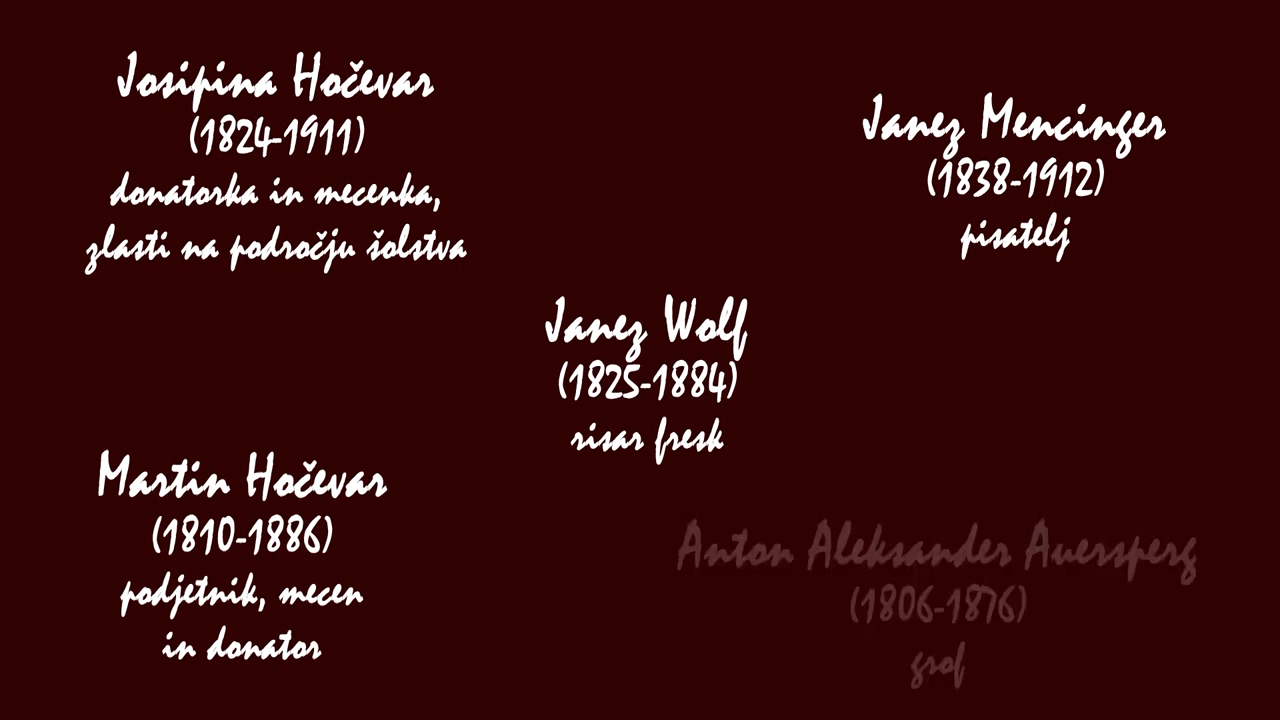 Josipina Hočevar
(1824-1911)
donatorka in mecenka,
zlasti na področju šolstva
Janez Mencinger
(1838-1912)
pisatelj
Janez Wolf
(1825-1884)
risar fresk
Martin Hočevar
(1810-1886)
podjetnik, mecen
in donator
Anton Aleksander Auersperg
(1806-1876)
grof